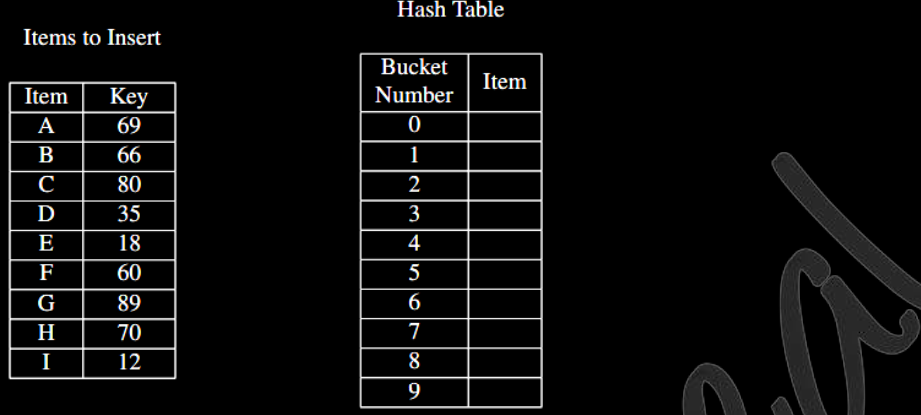 Hash Table
Items to Insert
Bucket Number Item
Item Key
A 69
B 66
C 80
D 35
E 18
F 60
G 89
H 70
I 12
0
1
2
3
4
5
6
7
8
9